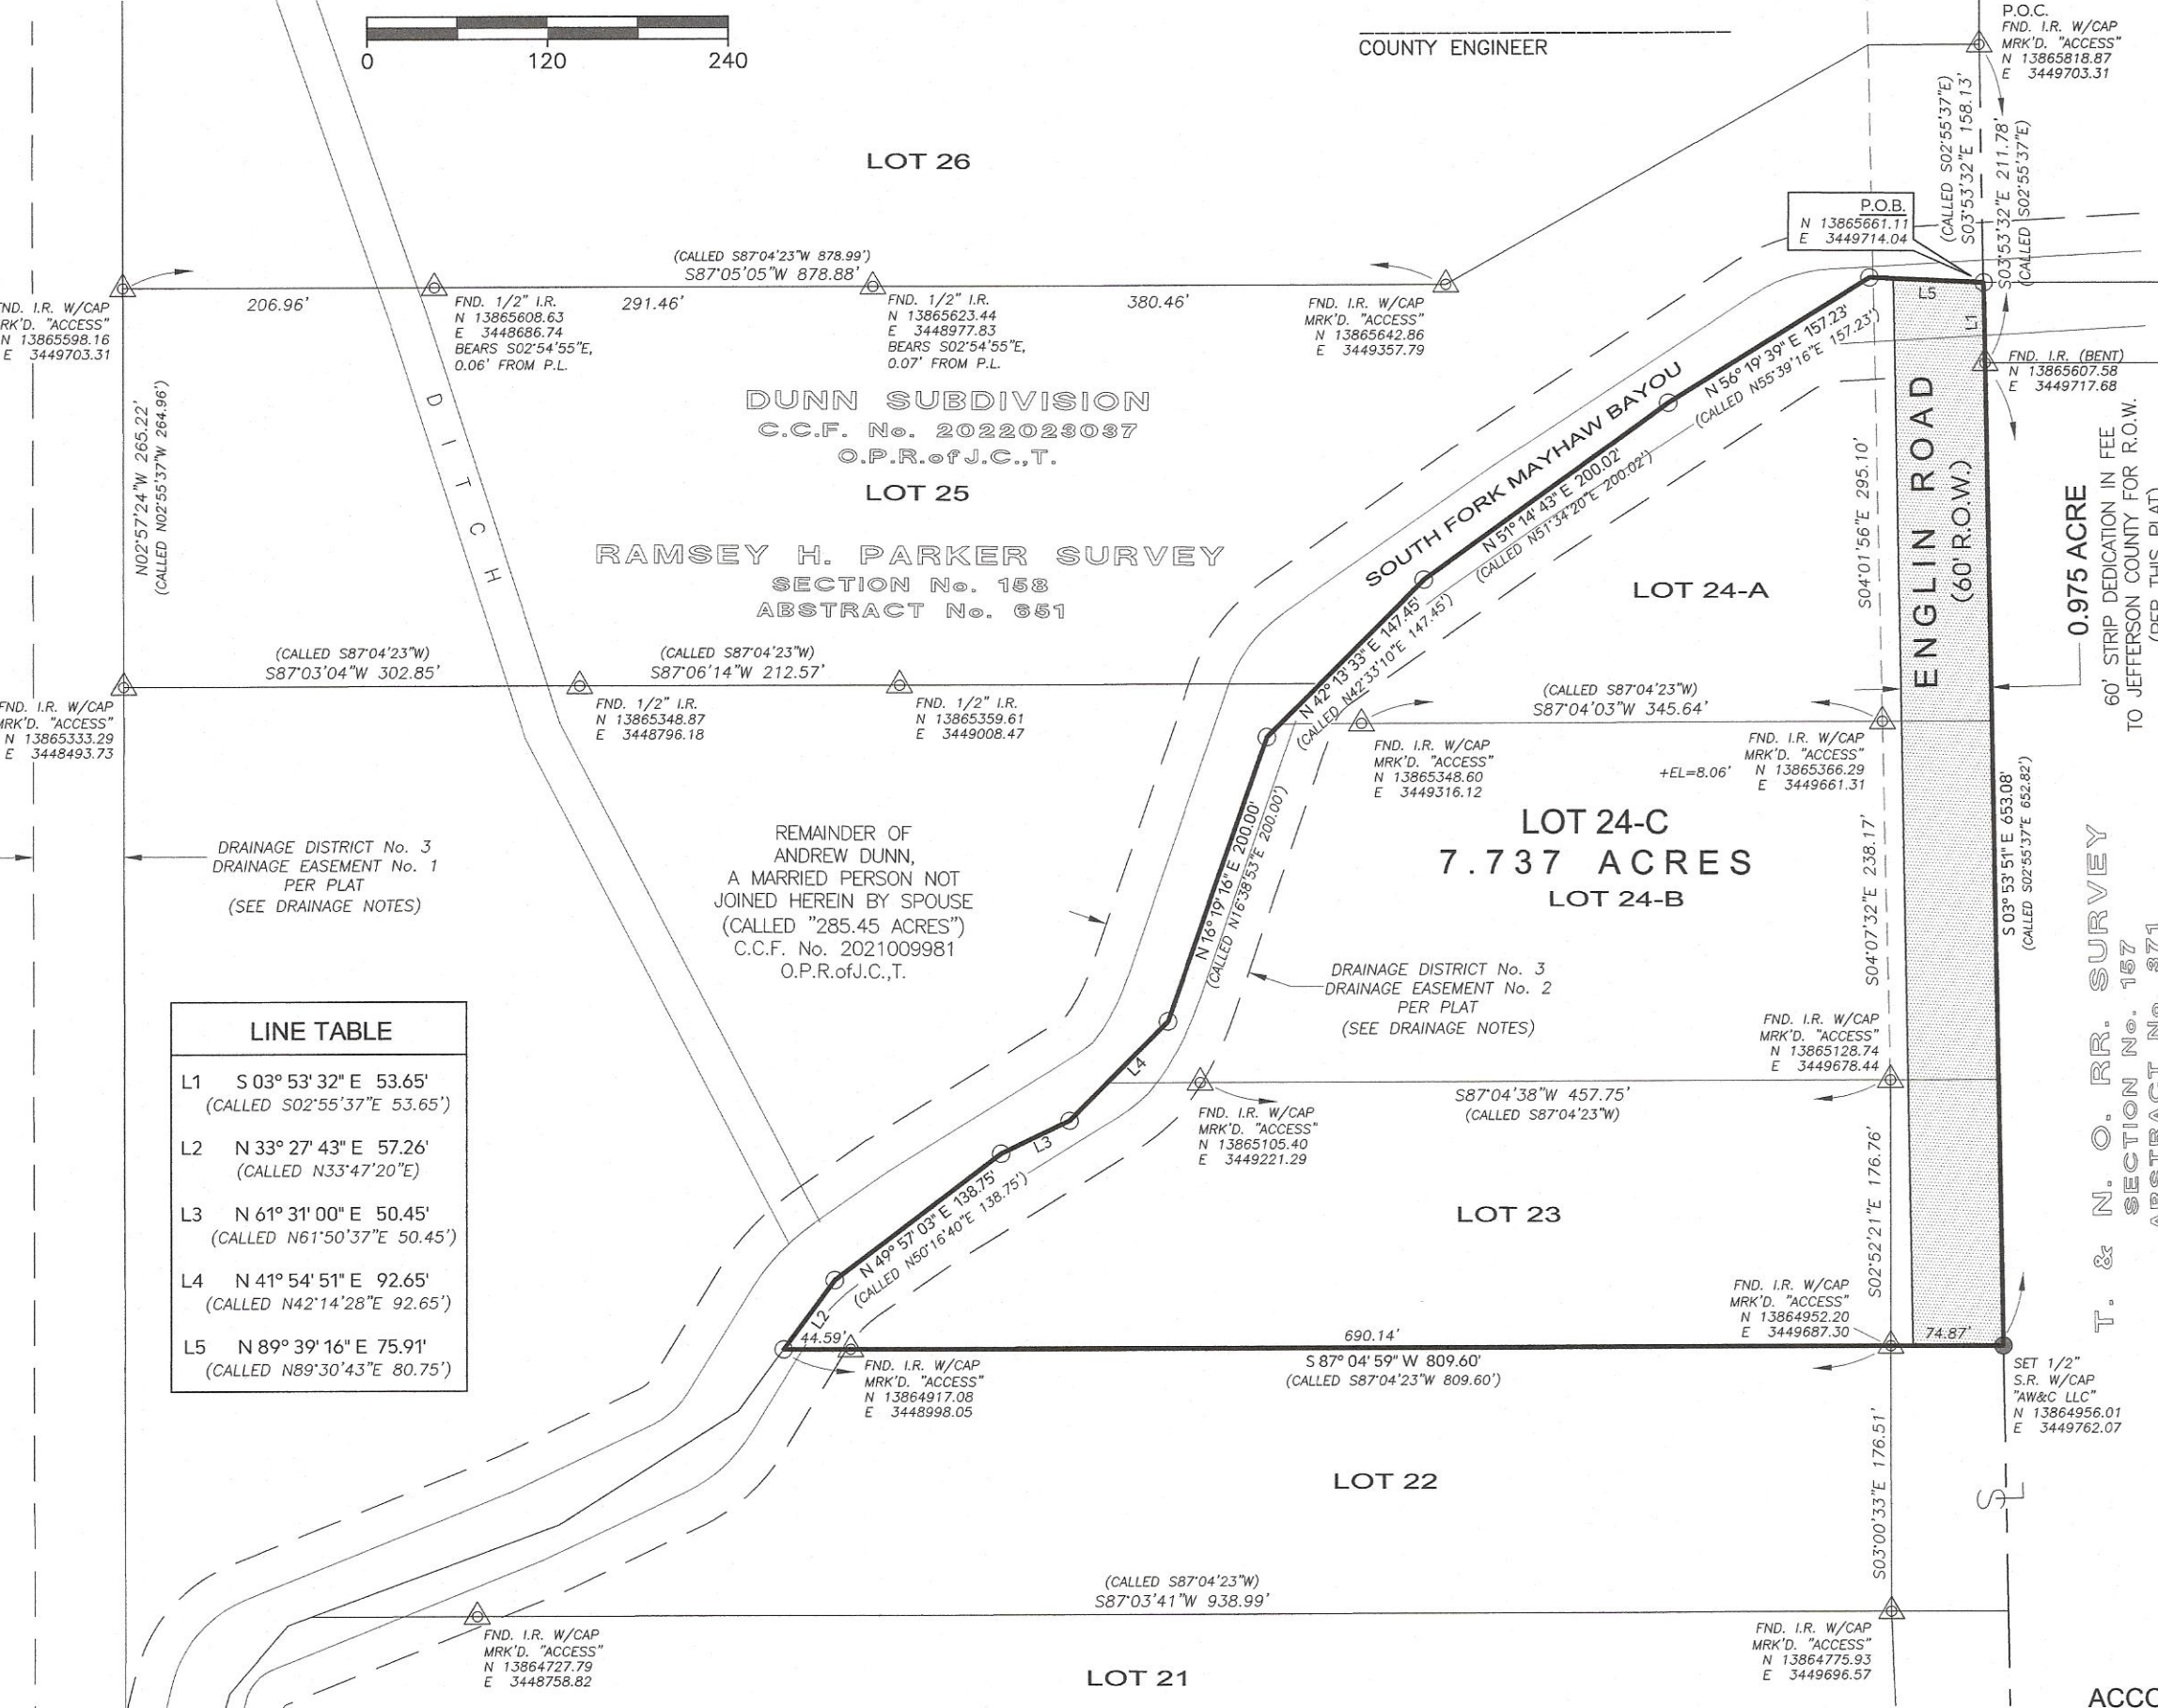 0 120 240
COUNTY ENGINEER
P.O.C.
FND. I.R. W/CAP
MRK'D. "ACCESS"
N 13865818.87
E 3449703.31
(CALLED S02°55'37"E)
S03°53'32"E 158.13'
S03°53'32"E 211.78'
(CALLED S02°55'37"E)
P.O.B.
N 13865661.11
E 3449714.04
LOT 26
(CALLED S87°04'23"W 878.99')
S87°05'05"W 878.88'
206.96'
291.46'
380.46'
FND. I.R. W/CAP
MRK'D. "ACCESS"
N 13865598.16
E 3449703.31
FND. 1/2" I.R.
N 13865608.63
E 3448686.74
BEARS S02°54'55"E,
0.06' FROM P.L.
FND. 1/2" I.R.
N 13865623.44
E 3448977.83
BEARS S02°54'55"E,
0.07' FROM P.L.
FND. I.R. W/CAP
MRK'D. "ACCESS"
N 13865642.86
E 3449357.79
L5
L1
FND. I.R. (BENT)
N 13865607.58
E 3449717.68
N02°57'24"W 265.22'
(CALLED N02°55'37"W 264.96')
DITCH
DUNN SUBDIVISION
C.C.F. No. 2022023037
O.P.R.ofJ.C.,T.
LOT 25
RAMSEY H. PARKER SURVEY
SECTION No. 158
ABSTRACT No. 651
SOUTH FORK MAYHAW BAYOU
N 56° 19' 39" E 157.23'
(CALLED N55°39'16"E 157.23')
N 51° 14' 43" E 200.02'
(CALLED N51°34'20"E 200.02')
N 42° 13' 33" E 147.45'
(CALLED N42°33'10"E 147.45')
LOT 24-A
S04°01'56"E 295.10'
ENGLIN ROAD
(60' R.O.W.)
0.975 ACRE
60' STRIP DEDICATION IN FEE
TO JEFFERSON COUNTY FOR R.O.W.
(PER THIS PLAT)
(CALLED S87°04'23"W)
S87°03'04"W 302.85'
(CALLED S87°04'23"W)
S87°06'14"W 212.57'
FND. I.R. W/CAP
MRK'D. "ACCESS"
N 13865333.29
E 3448493.73
FND. 1/2" I.R.
N 13865348.87
E 3448796.18
FND. 1/2" I.R.
N 13865359.61
E 3449008.47
(CALLED S87°04'23"W)
S87°04'03"W 345.64'
FND. I.R. W/CAP
MRK'D. "ACCESS"
N 13865348.60
E 3449316.12
FND. I.R. W/CAP
MRK'D. "ACCESS"
N 13865366.29
E 3449661.31
+EL=8.06'
LOT 24-C
7.737 ACRES
LOT 24-B
S04°07'32"E 238.17'
S 03° 53' 51" E 653.08'
(CALLED S02°55'37"E 652.82')
N 16° 19' 16" E 200.00'
(CALLED N16°38'53"E 200.00')
REMAINDER OF
ANDREW DUNN,
A MARRIED PERSON NOT
JOINED HEREIN BY SPOUSE
(CALLED "285.45 ACRES")
C.C.F. No. 2021009981
O.P.R.ofJ.C.,T.
DRAINAGE DISTRICT No. 3
DRAINAGE EASEMENT No. 1
PER PLAT
(SEE DRAINAGE NOTES)
DRAINAGE DISTRICT No. 3
DRAINAGE EASEMENT No. 2
PER PLAT
(SEE DRAINAGE NOTES)
T. & N. O. RR. SURVEY
SECTION No. 157
ABSTRACT No. 371
LINE TABLE
L1 S 03° 53' 32" E 53.65'
(CALLED S02°55'37"E 53.65')
L2 N 33° 27' 43" E 57.26'
(CALLED N33°47'20"E)
L3 N 61° 31' 00" E 50.45'
(CALLED N61°50'37"E 50.45')
L4 N 41° 54' 51" E 92.65'
(CALLED N42°14'28"E 92.65')
L5 N 89° 39' 16" E 75.91'
(CALLED N89°30'43"E 80.75')
L4
L3
L2
FND. I.R. W/CAP
MRK'D. "ACCESS"
N 13865128.74
E 3449678.44
S87°04'38"W 457.75'
(CALLED S87°04'23"W)
FND. I.R. W/CAP
MRK'D. "ACCESS"
N 13865105.40
E 3449221.29
N 49° 57' 03" E 138.75'
(CALLED N50°16'40"E 138.75')
LOT 23
S02°52'21"E 176.76'
FND. I.R. W/CAP
MRK'D. "ACCESS"
N 13864952.20
E 3449687.30
44.59'
690.14'
74.87'
S 87° 04' 59" W 809.60'
(CALLED S87°04'23"W 809.60')
FND. I.R. W/CAP
MRK'D. "ACCESS"
N 13864917.08
E 3448998.05
SET 1/2"
S.R. W/CAP
"AW&C LLC"
N 13864956.01
E 3449762.07
S03°00'33"E 176.51'
LOT 22
SL
(CALLED S87°04'23"W)
S87°03'41"W 938.99'
FND. I.R. W/CAP
MRK'D. "ACCESS"
N 13864727.79
E 3448758.82
FND. I.R. W/CAP
MRK'D. "ACCESS"
N 13864775.93
E 3449696.57
LOT 21
ACCO